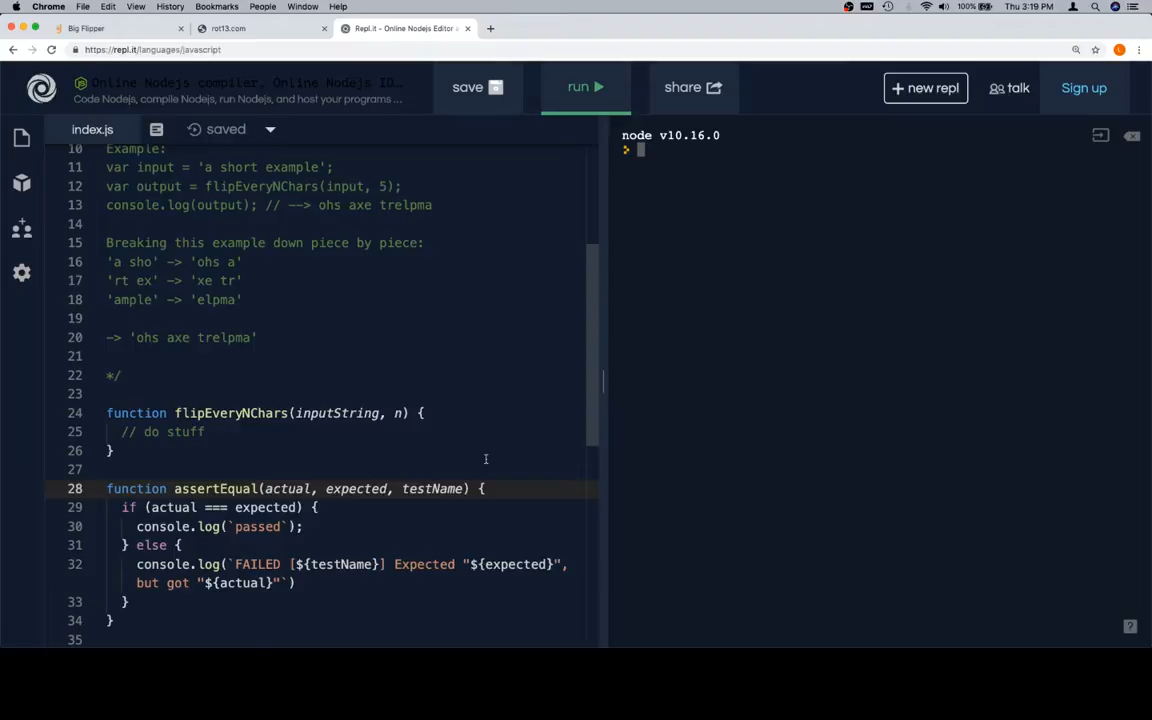 Chrome File Edit View History Bookmarks People Window Help 100% Thu 3:19 PM
Big Flipper rot13.com Repl.it - Online Nodejs Editor a
https://repl.it/languages/javascript
Online Nodejs compiler, Online Nodejs ID...
Code Nodejs, compile Nodejs, run Nodejs, and host your programs ...
save run share + new repl talk Sign up
index.js saved
node v10.16.0
10 Example:
11 var input = 'a short example';
12 var output = flipEveryNChars(input, 5);
13 console.log(output); // --> ohs axe trelpma
14
15 Breaking this example down piece by piece:
16 'a sho' -> 'ohs a'
17 'rt ex' -> 'xe tr'
18 'ample' -> 'elpma'
19
20 -> 'ohs axe trelpma'
21
22 */
23
24 function flipEveryNChars(inputString, n) {
25 // do stuff
26 }
27
28 function assertEqual(actual, expected, testName) {
29 if (actual === expected) {
30 console.log(`passed`);
31 } else {
32 console.log(`FAILED [${testName}] Expected "${expected}",
but got "${actual}"`)
33 }
34 }
35
?